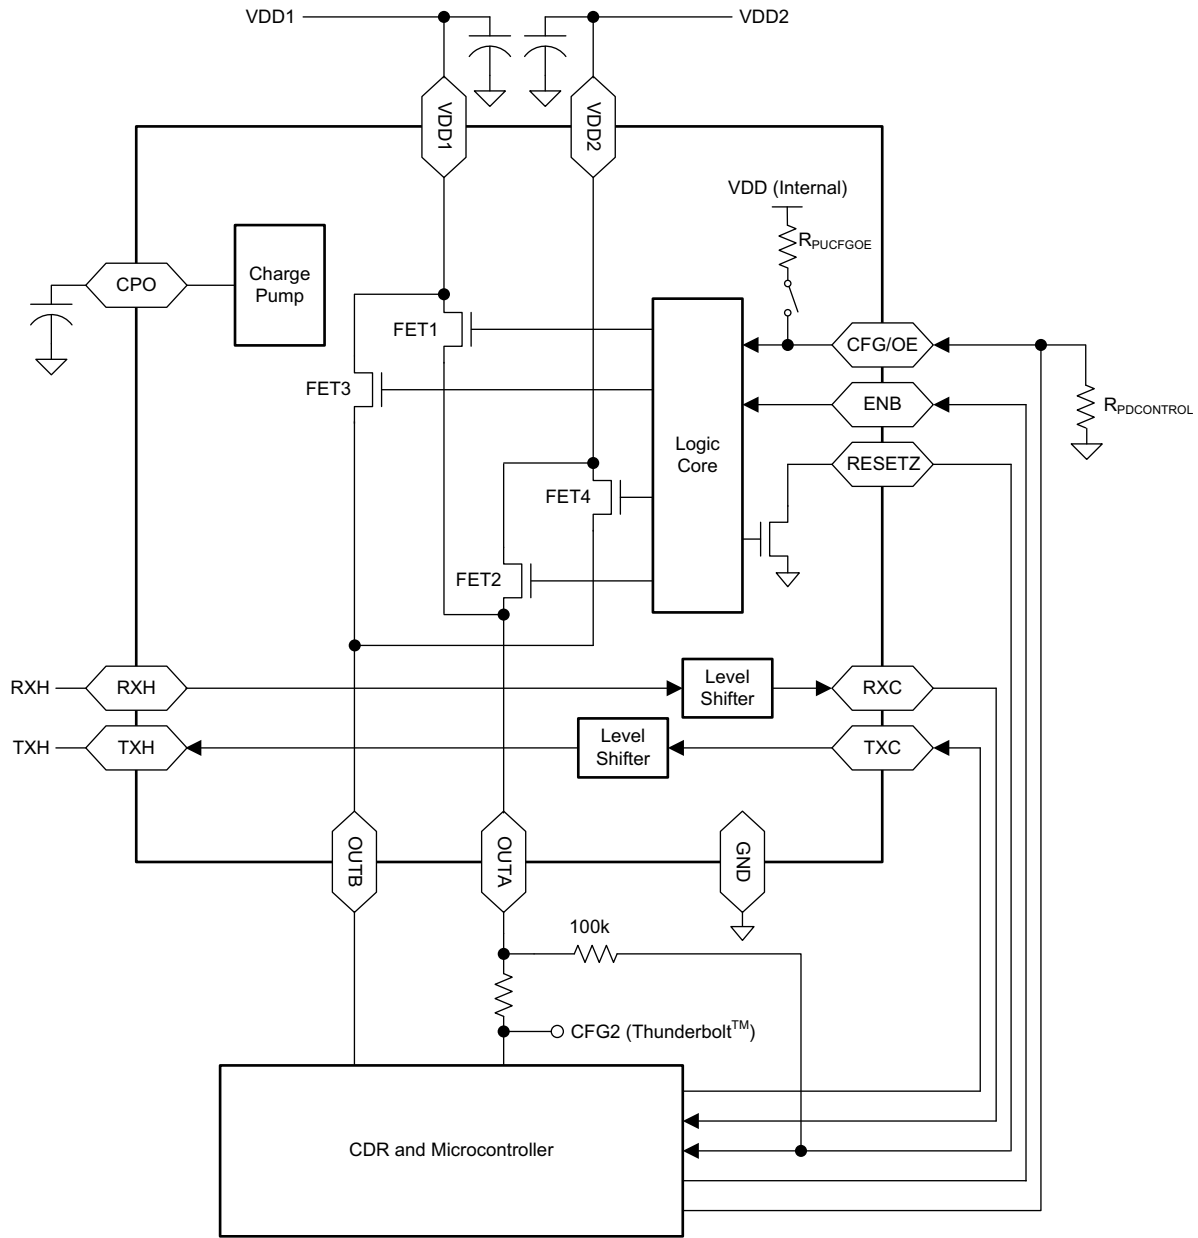 VDD1
VDD2
VDD1
VDD2
VDD (Internal)
RPUCFGOE
CPO
Charge
Pump
FET1
CFG/OE
FET3
ENB
RPDCONTROL
Logic
Core
RESETZ
FET4
FET2
RXH
RXH
Level
Shifter
RXC
TXH
TXH
Level
Shifter
TXC
OUTB
OUTA
GND
100k
CFG2 (Thunderbolt™)
CDR and Microcontroller